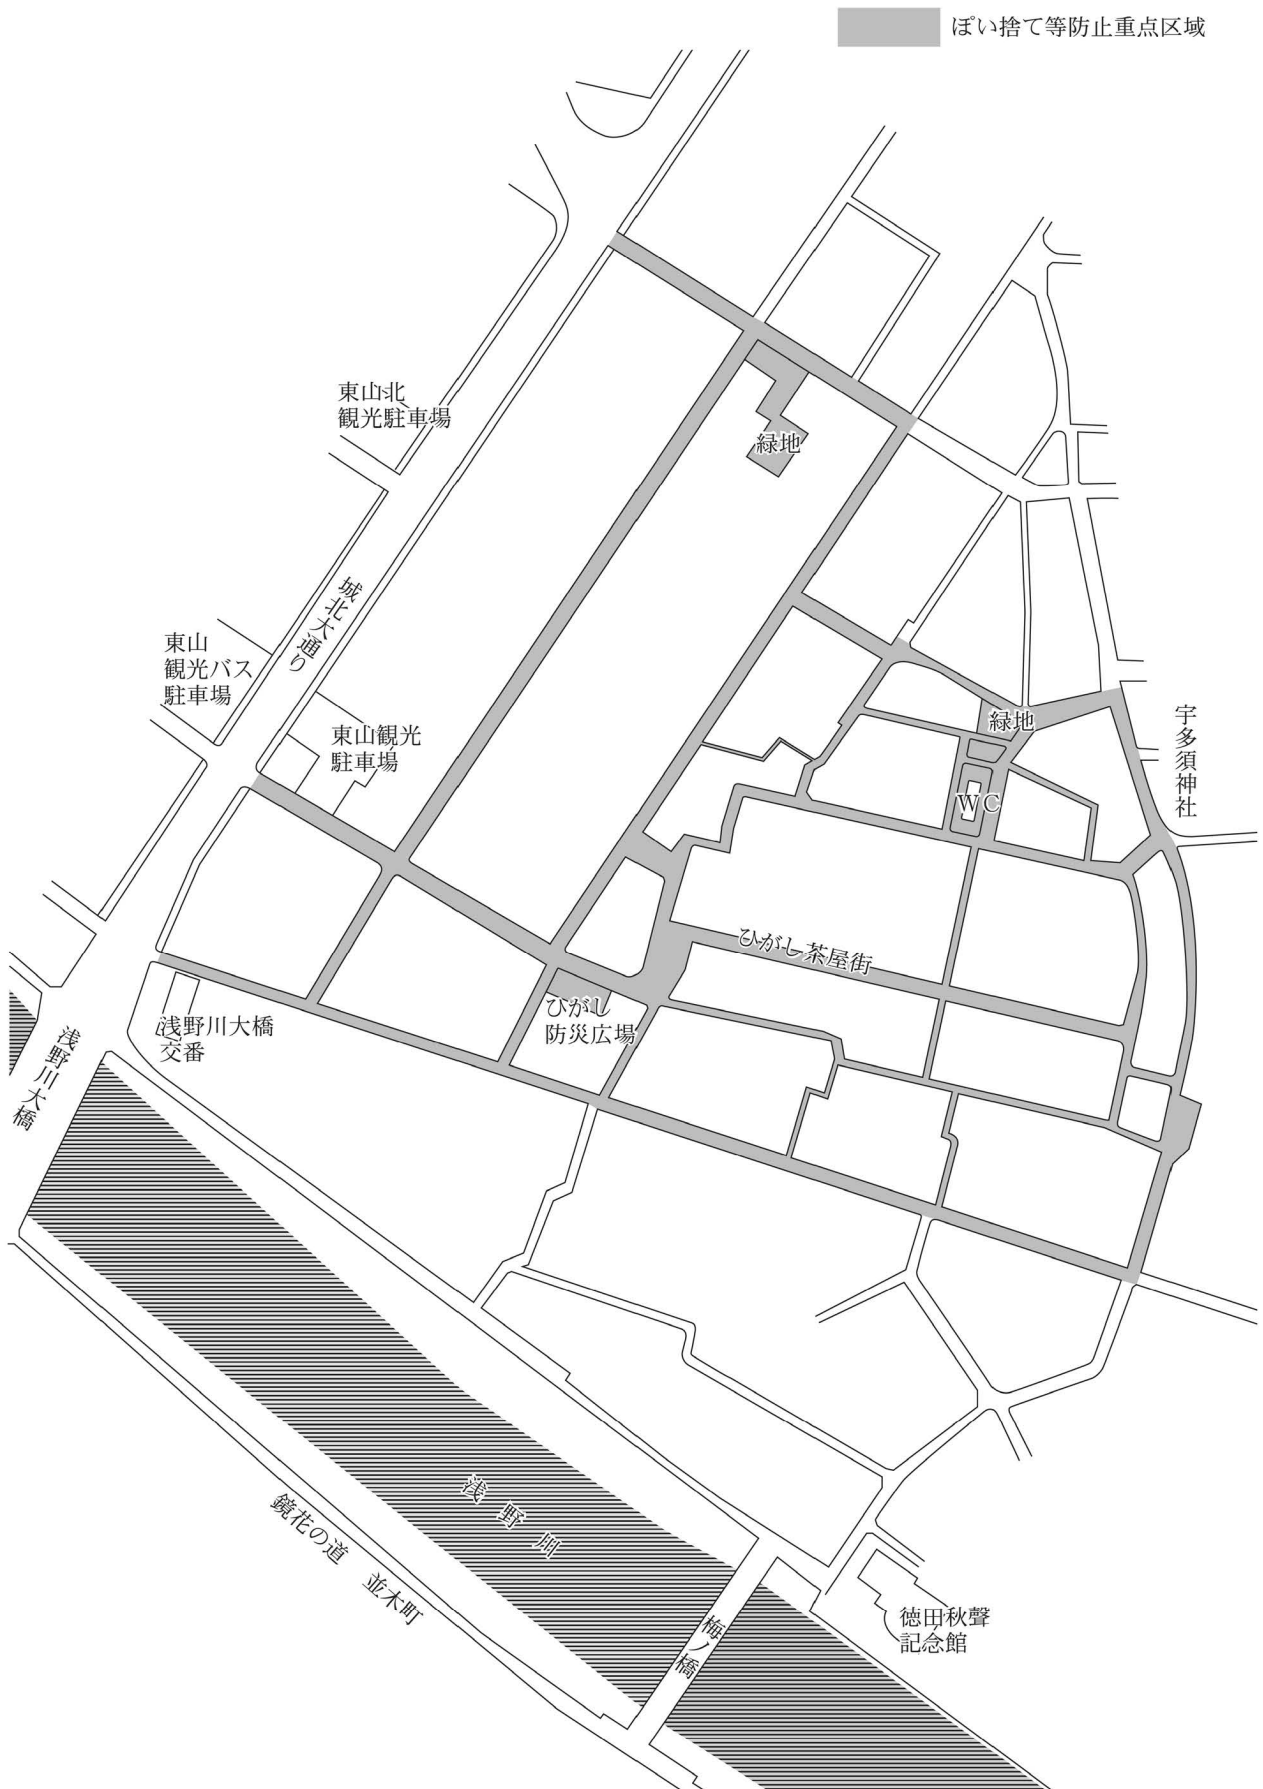 ぽい捨て等防止重点区域
東山北
観光駐車場
緑地
城北大通り
東山
観光バス
駐車場
東山観光
駐車場
緑地
宇多須神社
WC
ひがし茶屋街
ひがし
防災広場
浅野川大橋
交番
浅野川大橋
浅野川
鏡花の道 並木町
梅ノ橋
徳田秋聲
記念館